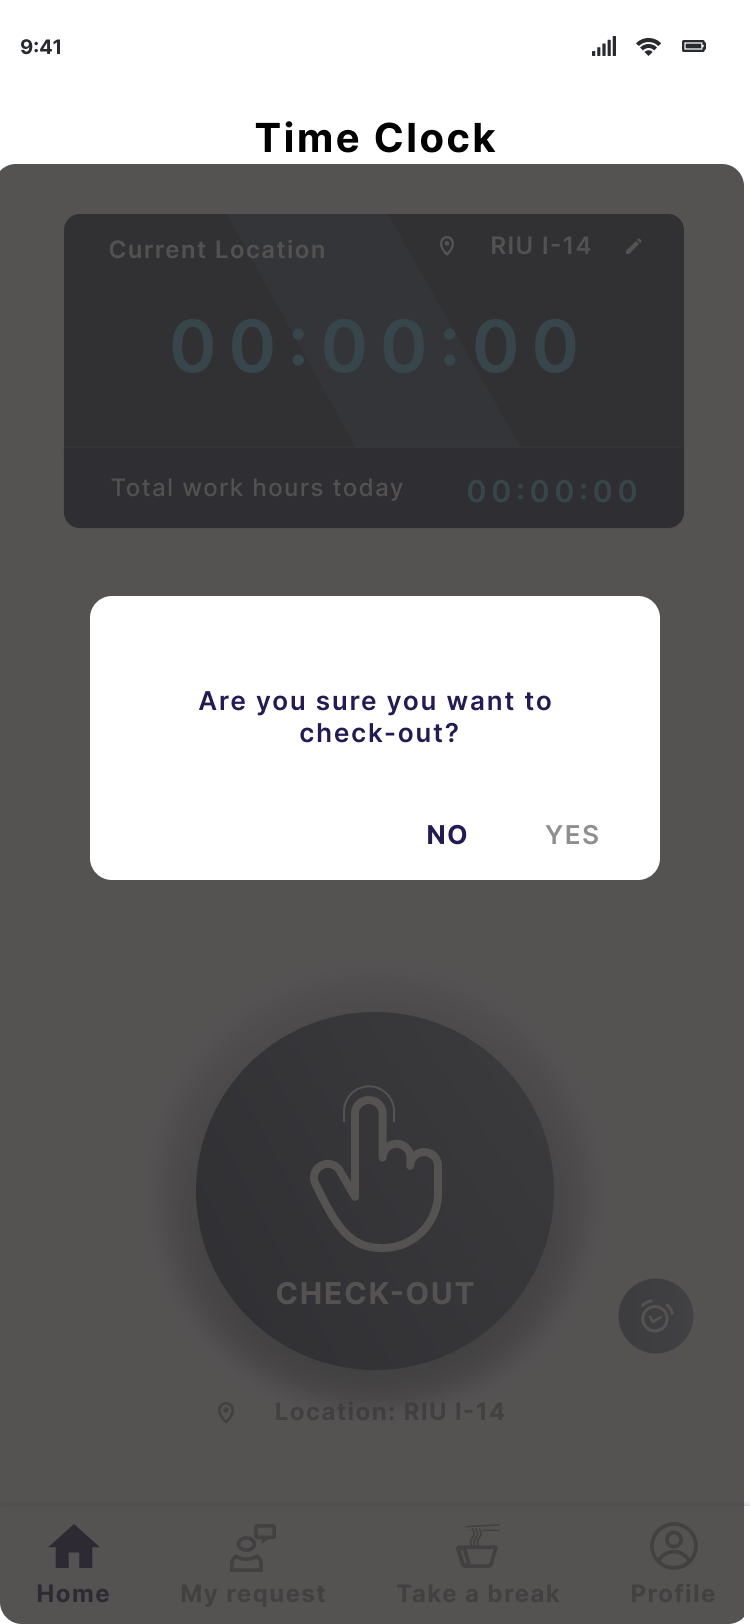 9:41
Time Clock
Current Location RIU I-14
00:00:00
Total work hours today 00:00:00
Are you sure you want to
check-out?
NO YES
CHECK-OUT
Location: RIU I-14
Home My request Take a break Profile